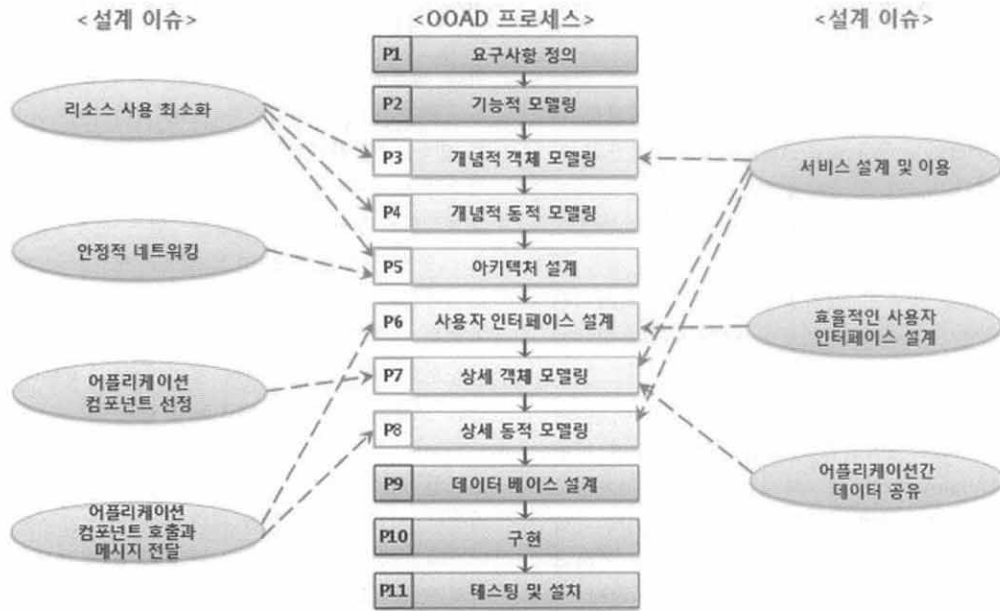 <설계 이슈>
<OOAD 프로세스>
<설계 이슈>
리소스 사용 최소화
안정적 네트워킹
어플리케이션
컴포넌트 선정
어플리케이션
컴포넌트 호출과
메시지 전달
P1 요구사항 정의
P2 기능적 모델링
P3 개념적 객체 모델링
P4 개념적 동적 모델링
P5 아키텍처 설계
P6 사용자 인터페이스 설계
P7 상세 객체 모델링
P8 상세 동적 모델링
P9 데이터 베이스 설계
P10 구현
P11 테스팅 및 설치
서비스 설계 및 이용
효율적인 사용자
인터페이스 설계
어플리케이션간
데이터 공유